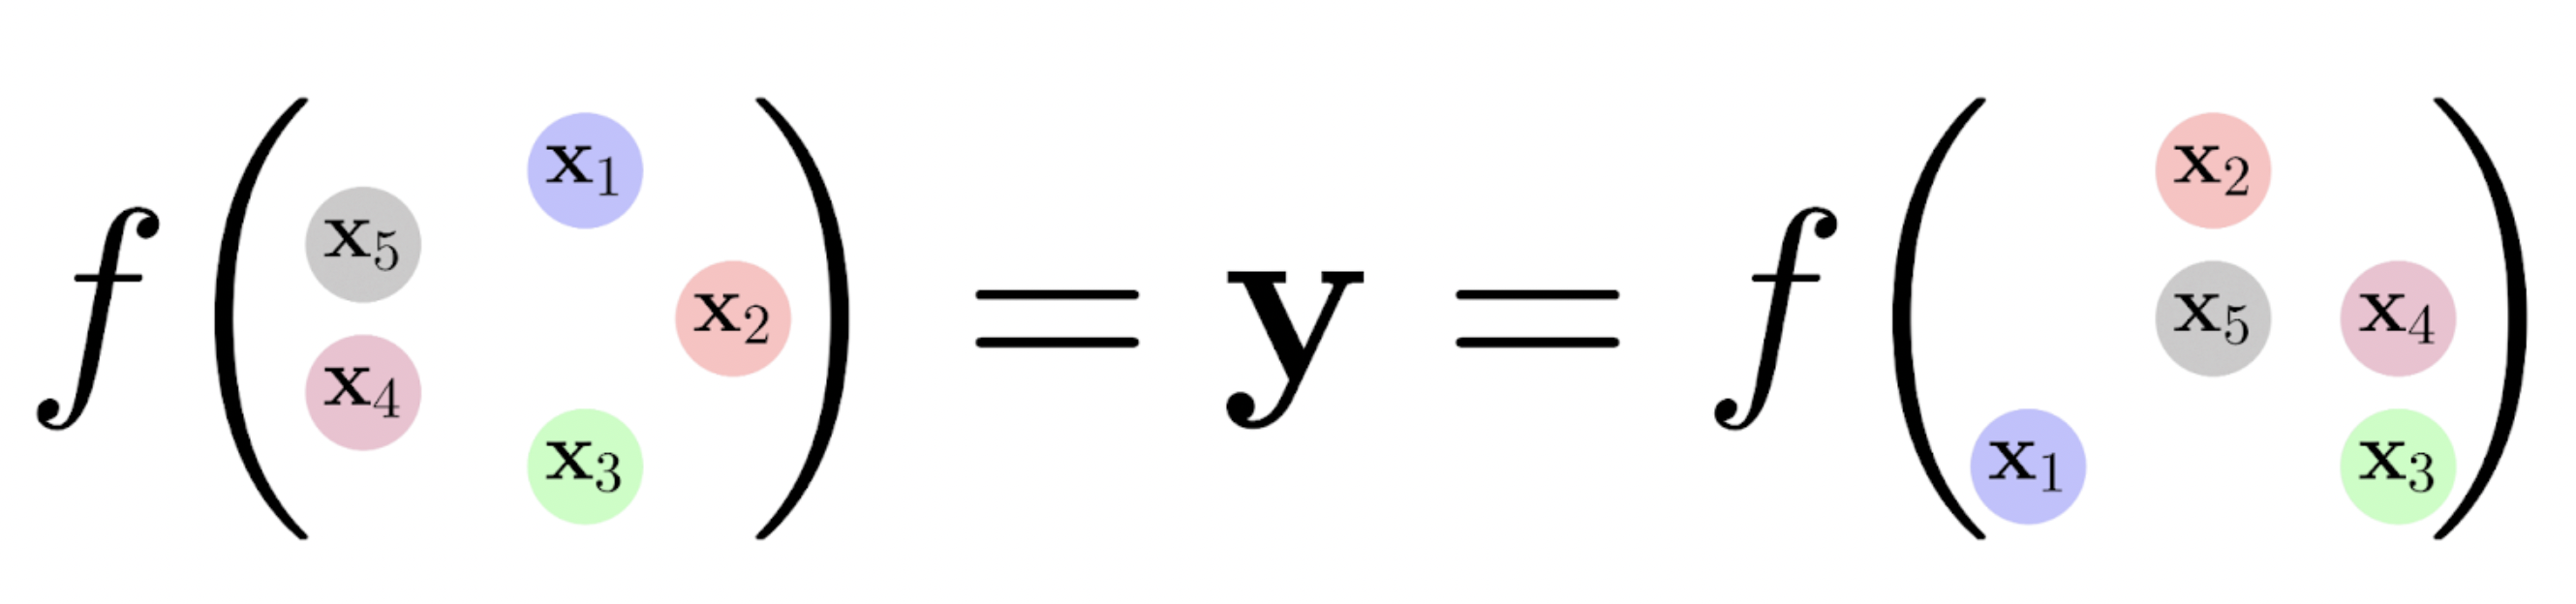 f ( x₁ x₅ x₂ x₄ x₃ ) = y = f ( x₂ x₅ x₄ x₁ x₃ )